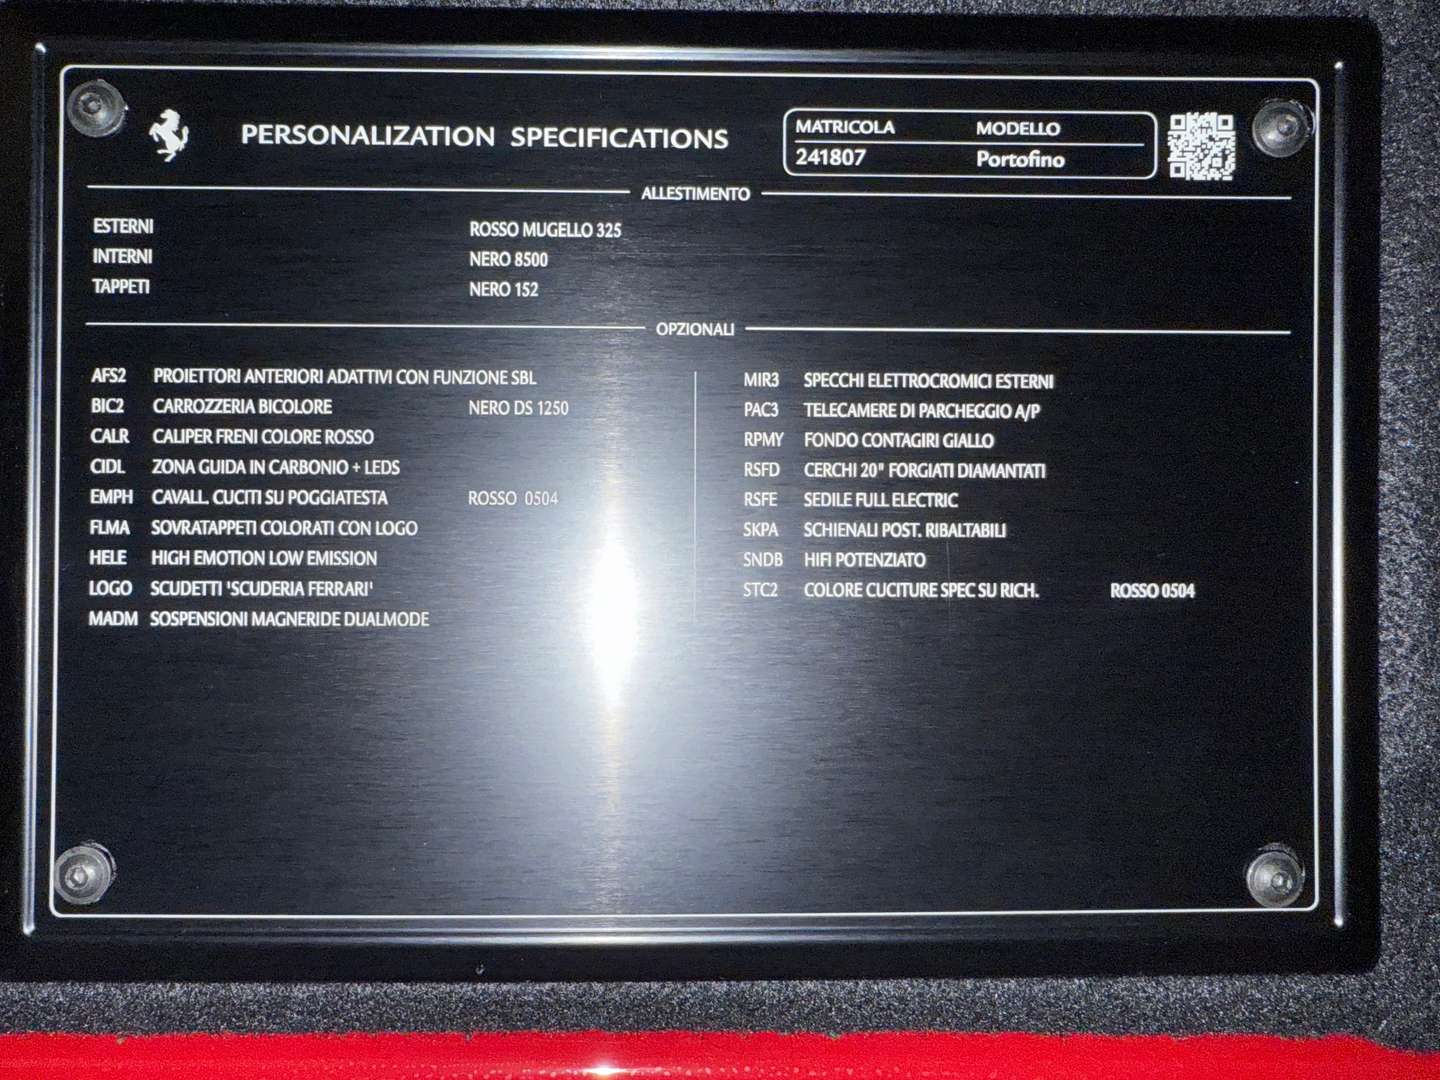 PERSONALIZATION SPECIFICATIONS
MATRICOLA MODELLO
241807 Portofino
ALLESTIMENTO
ESTERNI ROSSO MUGELLO 325
INTERNI NERO 8500
TAPPETI NERO 152
OPZIONALI
AFS2 PROIETTORI ANTERIORI ADATTIVI CON FUNZIONE SBL
BIC2 CARROZZERIA BICOLORE NERO DS 1250
CALR CALIPER FRENI COLORE ROSSO
CIDL ZONA GUIDA IN CARBONIO + LEDS
EMPH CAVALL. CUCITI SU POGGIATESTA ROSSO 0504
FLMA SOVRATAPPETI COLORATI CON LOGO
HELE HIGH EMOTION LOW EMISSION
LOGO SCUDETTI 'SCUDERIA FERRARI'
MADM SOSPENSIONI MAGNERIDE DUALMODE
MIR3 SPECCHI ELETTROCROMICI ESTERNI
PAC3 TELECAMERE DI PARCHEGGIO A/P
RPMY FONDO CONTAGIRI GIALLO
RSFD CERCHI 20" FORGIATI DIAMANTATI
RSFE SEDILE FULL ELECTRIC
SKPA SCHIENALI POST. RIBALTABILI
SNDB HIFI POTENZIATO
STC2 COLORE CUCITURE SPEC SU RICH. ROSSO 0504